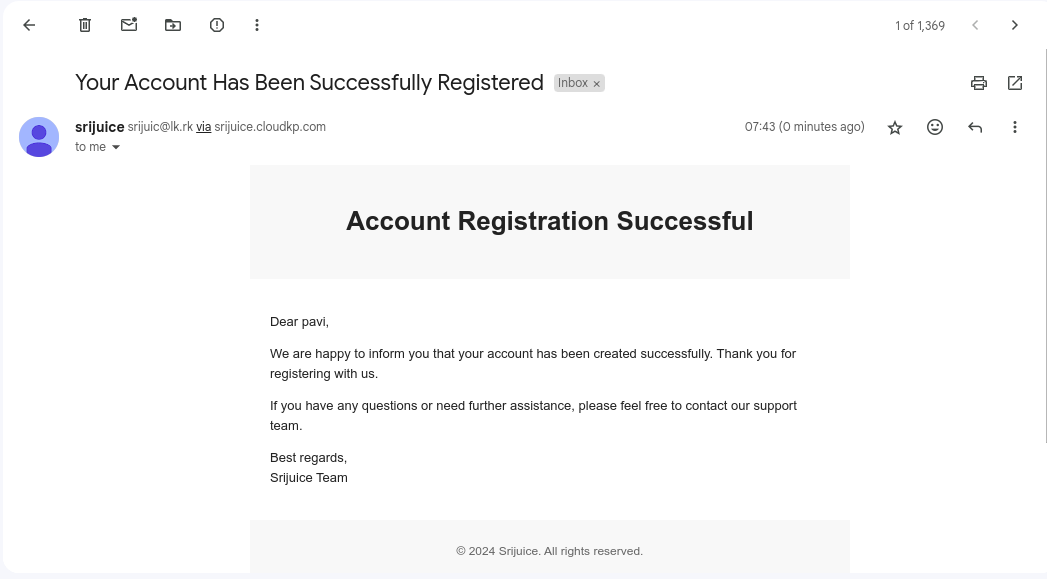 1 of 1,369
Your Account Has Been Successfully Registered Inbox ×
srijuice srijuic@lk.rk via srijuice.cloudkp.com 07:43 (0 minutes ago)
to me
Account Registration Successful
Dear pavi,
We are happy to inform you that your account has been created successfully. Thank you for
registering with us.
If you have any questions or need further assistance, please feel free to contact our support
team.
Best regards,
Srijuice Team
© 2024 Srijuice. All rights reserved.